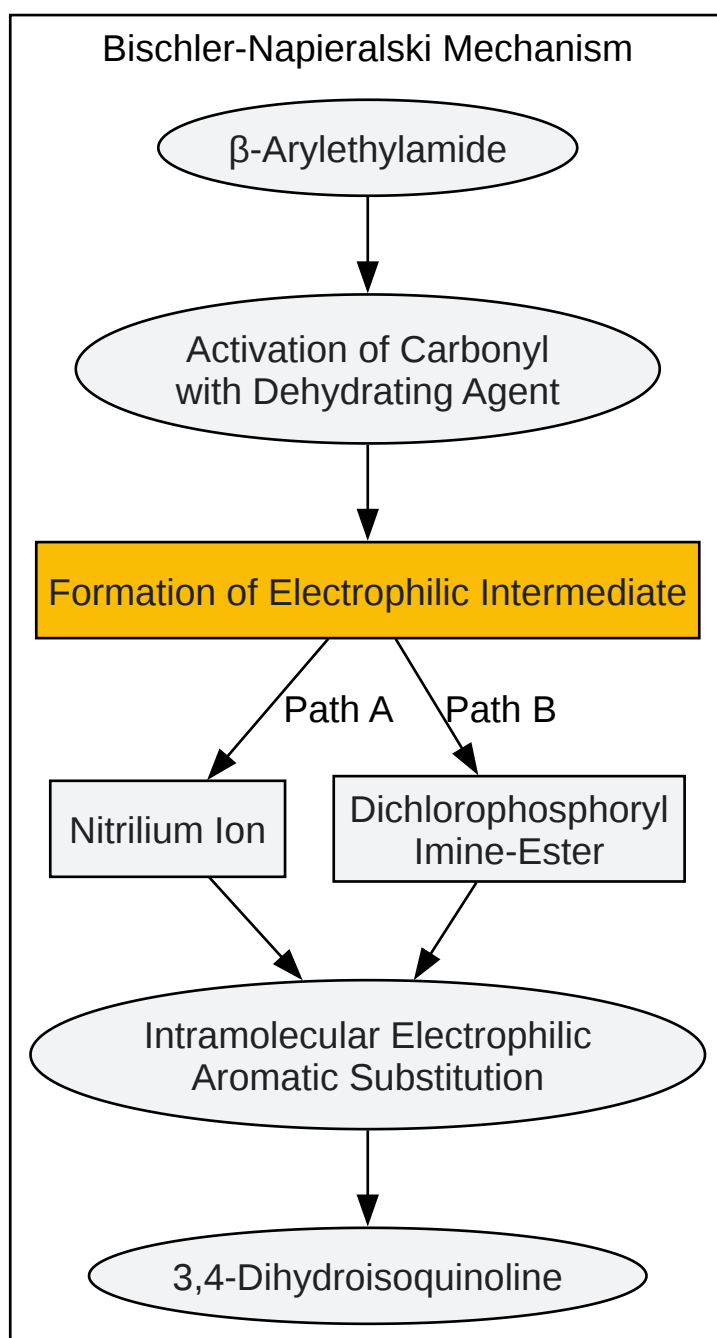 Bischler-Napieralski Mechanism
β-Arylethylamide
Activation of Carbonyl
with Dehydrating Agent
Formation of Electrophilic Intermediate
Path A
Path B
Nitrilium Ion
Dichlorophosphoryl
Imine-Ester
Intramolecular Electrophilic
Aromatic Substitution
3,4-Dihydroisoquinoline